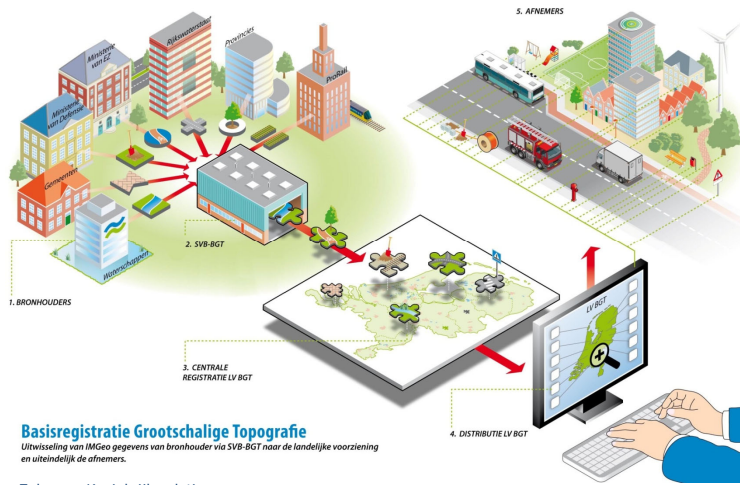 5. AFNEMERS
Rijkswaterstaat
Provincies
Ministerie
van EZ
ProRail
Ministerie
van Defensie
Gemeenten
Waterschappen
2. SVB-BGT
1. BRONHOUDERS
LV BGT
3. CENTRALE
REGISTRATIE LV BGT
4. DISTRIBUTIE LV BGT
Basisregistratie Grootschalige Topografie
Uitwisseling van IMGeo gegevens van bronhouder via SVB-BGT naar de landelijke voorziening
en uiteindelijk de afnemers.